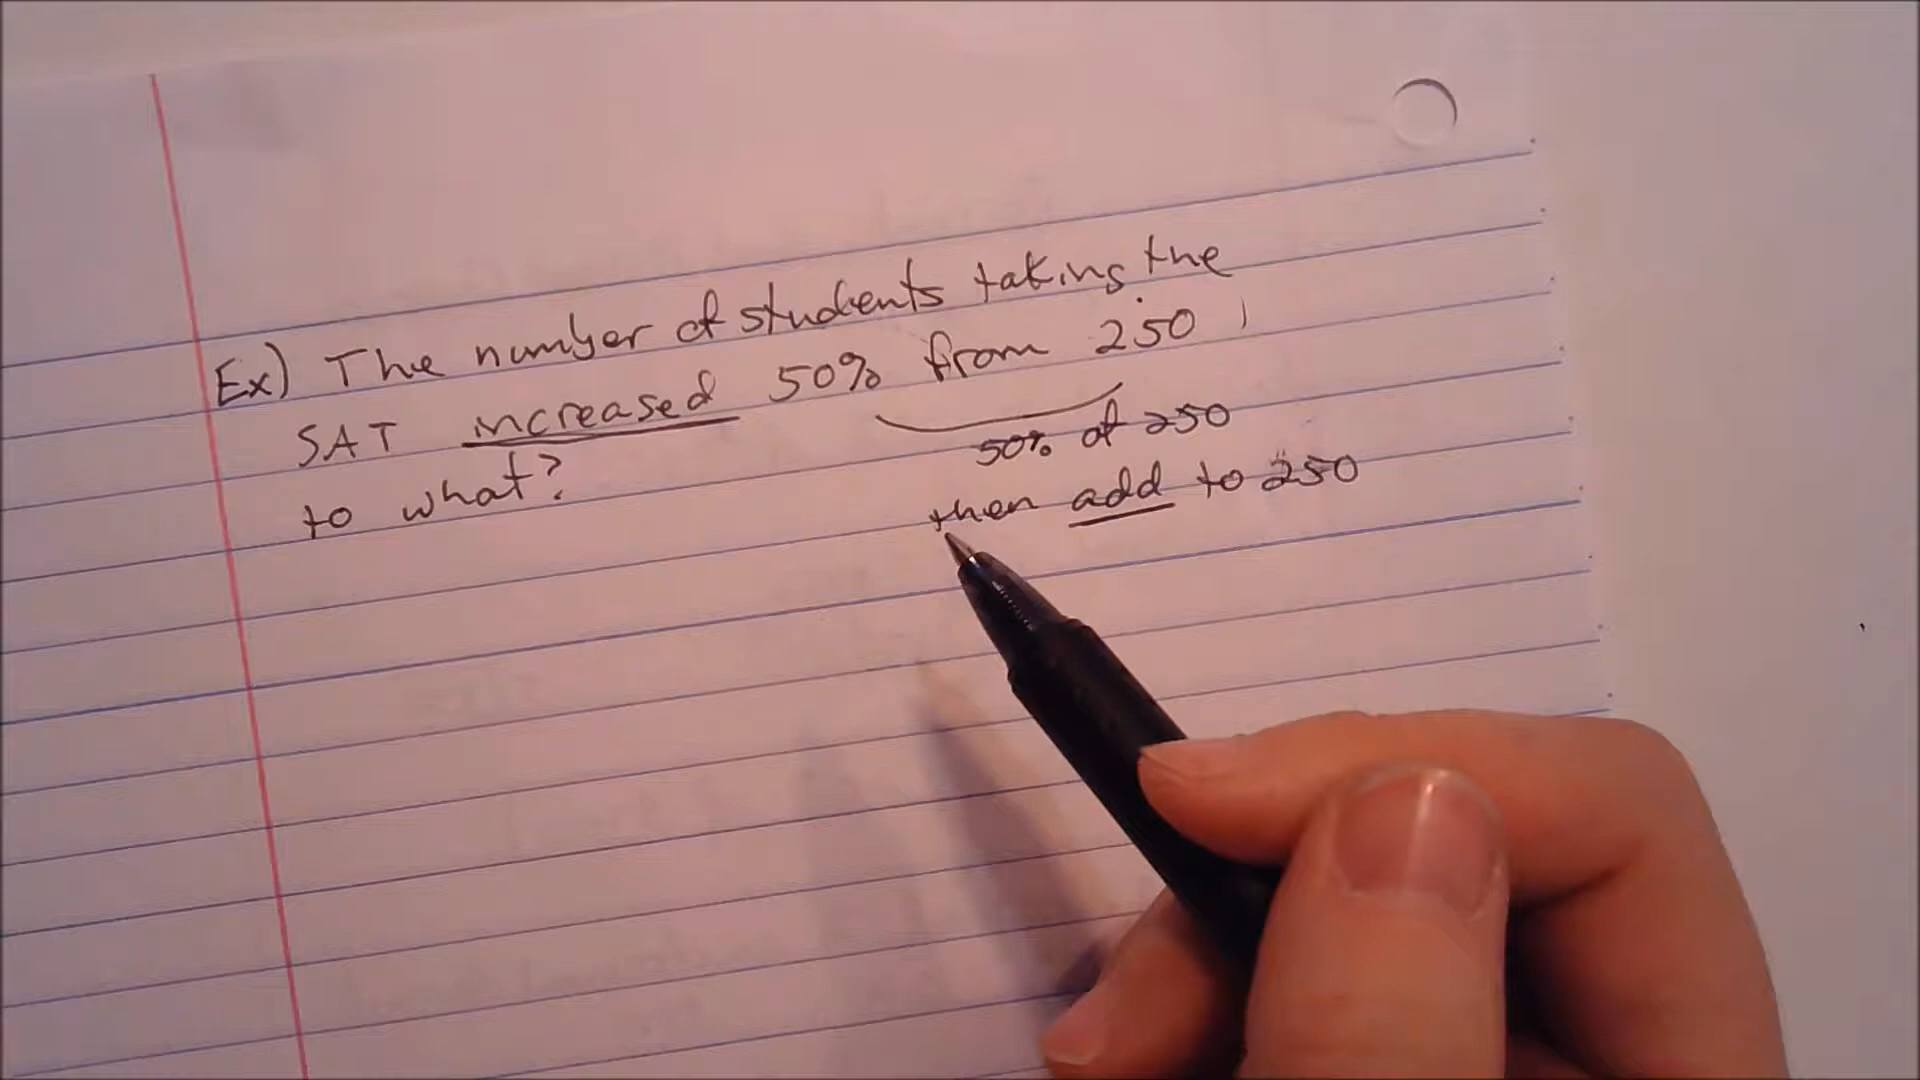 Ex) The number of students taking the
SAT increased 50% from 250,
to what?
50% of 250
then add to 250